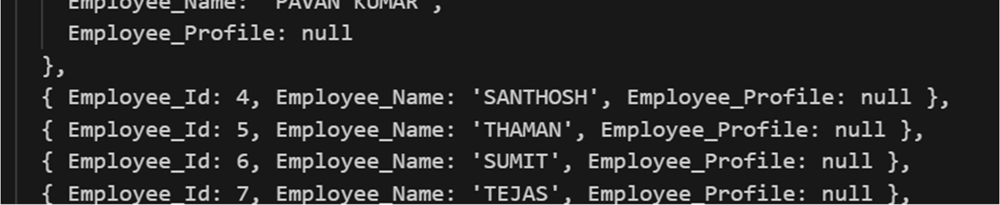 Employee_Name: 'PAVAN KUMAR',
Employee_Profile: null
},
{ Employee_Id: 4, Employee_Name: 'SANTHOSH', Employee_Profile: null },
{ Employee_Id: 5, Employee_Name: 'THAMAN', Employee_Profile: null },
{ Employee_Id: 6, Employee_Name: 'SUMIT', Employee_Profile: null },
{ Employee_Id: 7, Employee_Name: 'TEJAS', Employee_Profile: null },